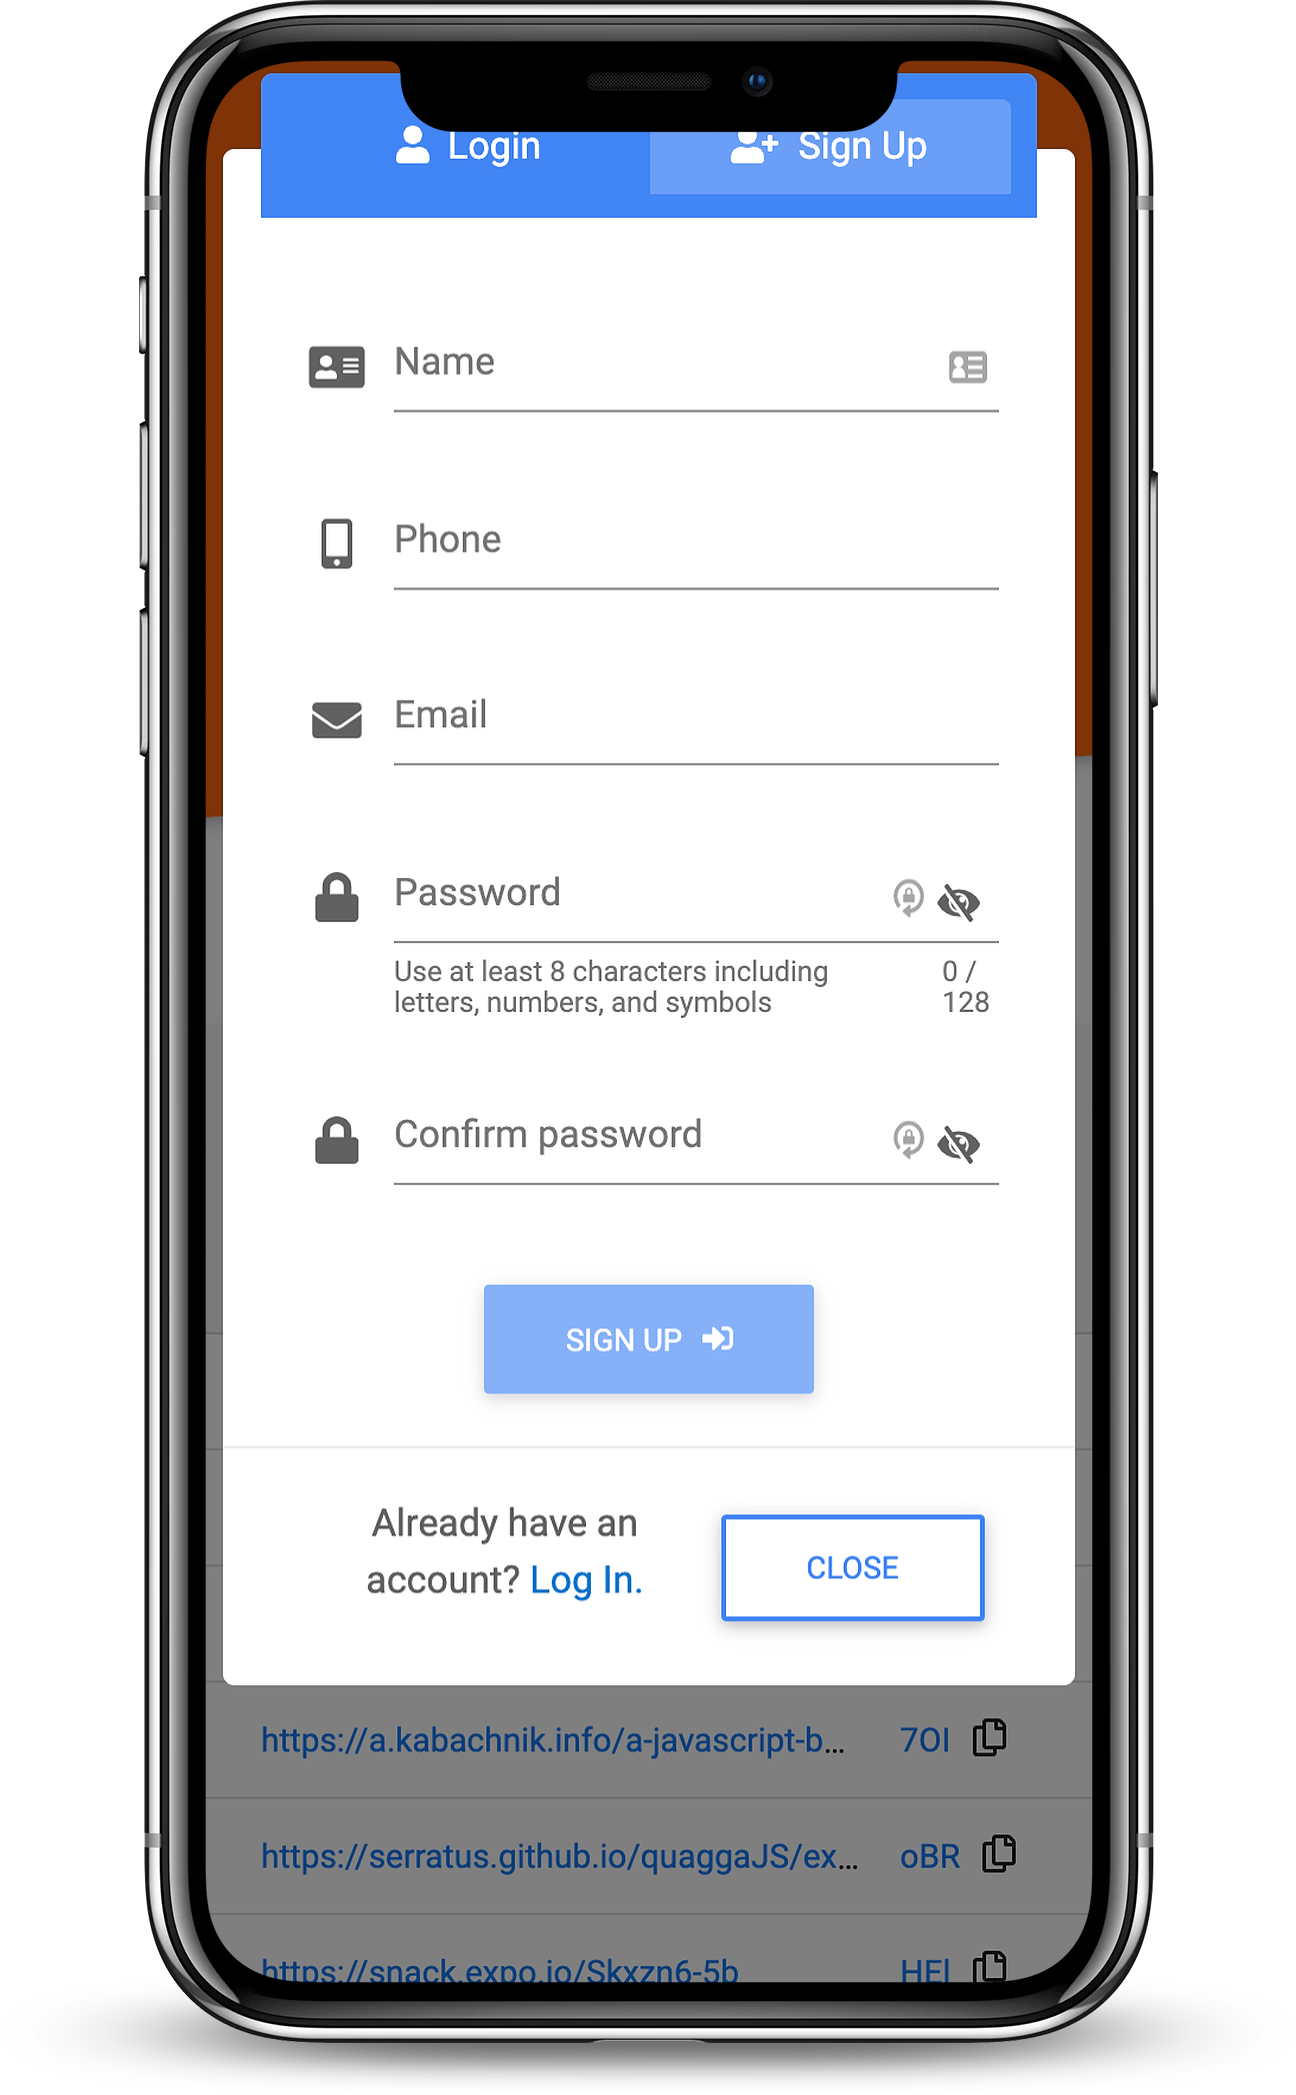 Login
Sign Up
Name
Phone
Email
Password
Use at least 8 characters including
letters, numbers, and symbols
0 /
128
Confirm password
SIGN UP
Already have an
account? Log In.
CLOSE
https://a.kabachnik.info/a-javascript-b... 7OI
https://serratus.github.io/quaggaJS/ex... oBR
https://snack.expo.io/Skxzn6-5b HEl